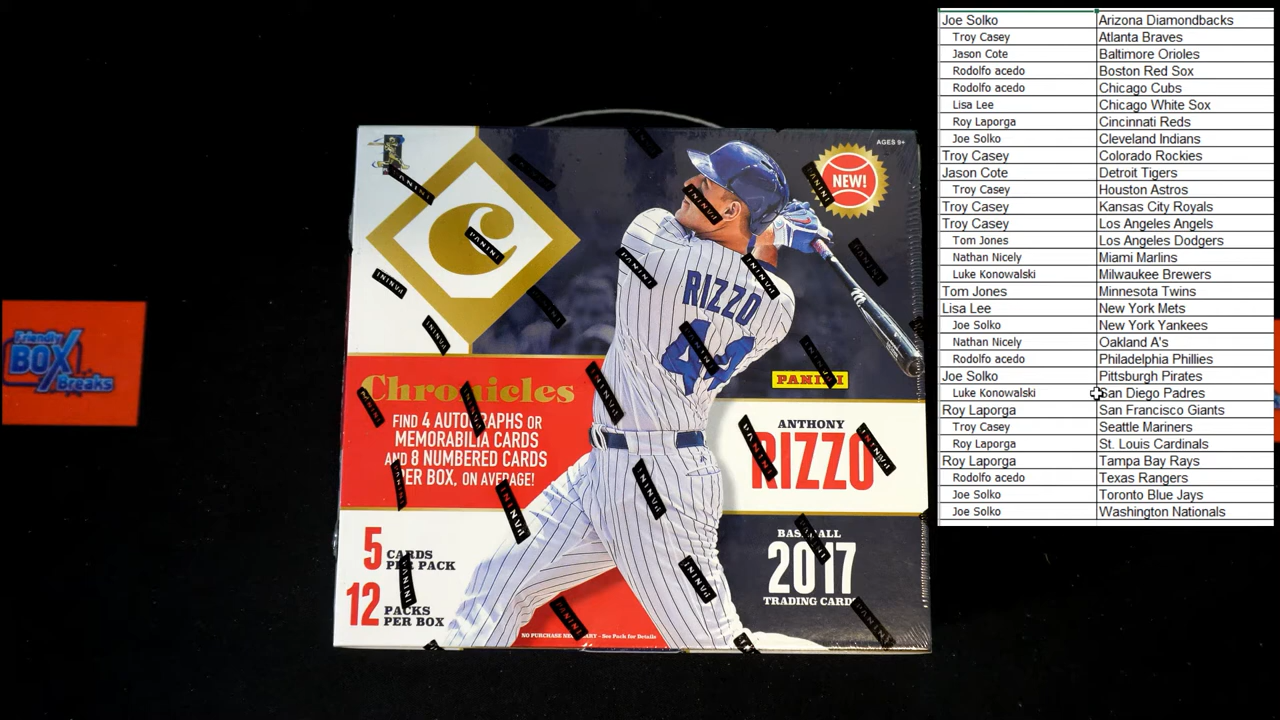 Friendly
BOX
Breaks
C
AGES 9+
NEW!
RIZZO
44
PANINI
Chronicles
FIND 4 AUTOGRAPHS OR
MEMORABILIA CARDS
AND 8 NUMBERED CARDS
PER BOX, ON AVERAGE!
ANTHONY
RIZZO
5 CARDS
PER PACK
12 PACKS
PER BOX
BASEBALL
2017
TRADING CARDS
NO PURCHASE NECESSARY - See Pack for Details
Joe Solko Arizona Diamondbacks
Troy Casey Atlanta Braves
Jason Cote Baltimore Orioles
Rodolfo acedo Boston Red Sox
Rodolfo acedo Chicago Cubs
Lisa Lee Chicago White Sox
Roy Laporga Cincinnati Reds
Joe Solko Cleveland Indians
Troy Casey Colorado Rockies
Jason Cote Detroit Tigers
Troy Casey Houston Astros
Troy Casey Kansas City Royals
Troy Casey Los Angeles Angels
Tom Jones Los Angeles Dodgers
Nathan Nicely Miami Marlins
Luke Konowalski Milwaukee Brewers
Tom Jones Minnesota Twins
Lisa Lee New York Mets
Joe Solko New York Yankees
Nathan Nicely Oakland A's
Rodolfo acedo Philadelphia Phillies
Joe Solko Pittsburgh Pirates
Luke Konowalski San Diego Padres
Roy Laporga San Francisco Giants
Troy Casey Seattle Mariners
Roy Laporga St. Louis Cardinals
Roy Laporga Tampa Bay Rays
Rodolfo acedo Texas Rangers
Joe Solko Toronto Blue Jays
Joe Solko Washington Nationals